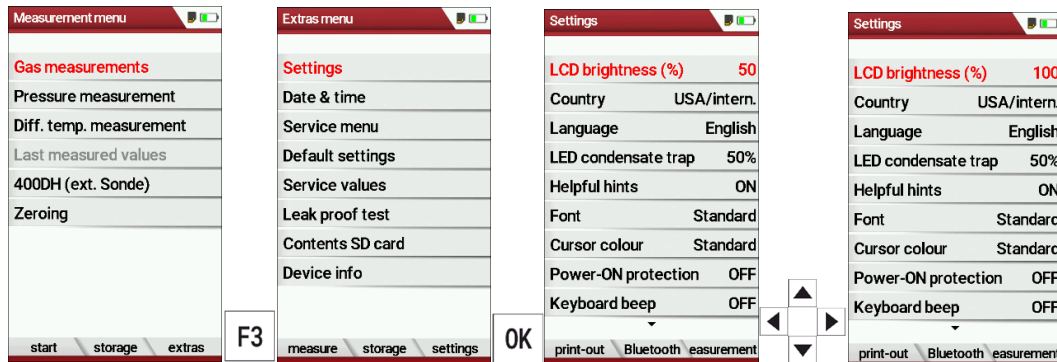 Measurement menu
Gas measurements
Pressure measurement
Diff. temp. measurement
Last measured values
400DH (ext. Sonde)
Zeroing
start storage extras
F3
Extras menu
Settings
Date & time
Service menu
Default settings
Service values
Leak proof test
Contents SD card
Device info
measure storage settings
OK
Settings
LCD brightness (%) 50
Country USA/intern.
Language English
LED condensate trap 50%
Helpful hints ON
Font Standard
Cursor colour Standard
Power-ON protection OFF
Keyboard beep OFF
print-out Bluetooth easurement
Settings
LCD brightness (%) 100
Country USA/intern.
Language English
LED condensate trap 50%
Helpful hints ON
Font Standard
Cursor colour Standard
Power-ON protection OFF
Keyboard beep OFF
print-out Bluetooth easurement